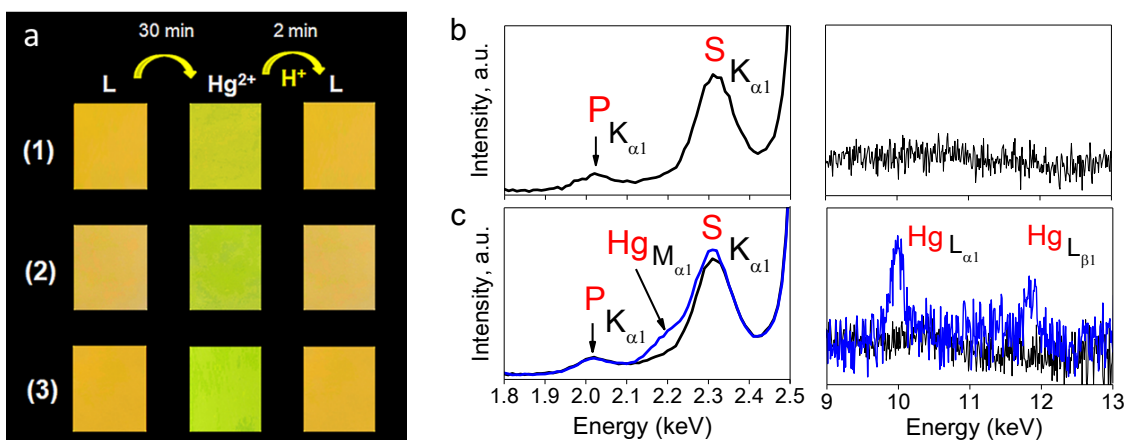 a
30 min 2 min
L Hg²⁺ H⁺ L
(1)
(2)
(3)
b
Intensity, a.u.
P Kα1
S Kα1
c
Intensity, a.u.
P Kα1
Hg Mα1
S Kα1
1.8 1.9 2.0 2.1 2.2 2.3 2.4 2.5
Energy (keV)
Hg Lα1
Hg Lβ1
9 10 11 12 13
Energy (keV)